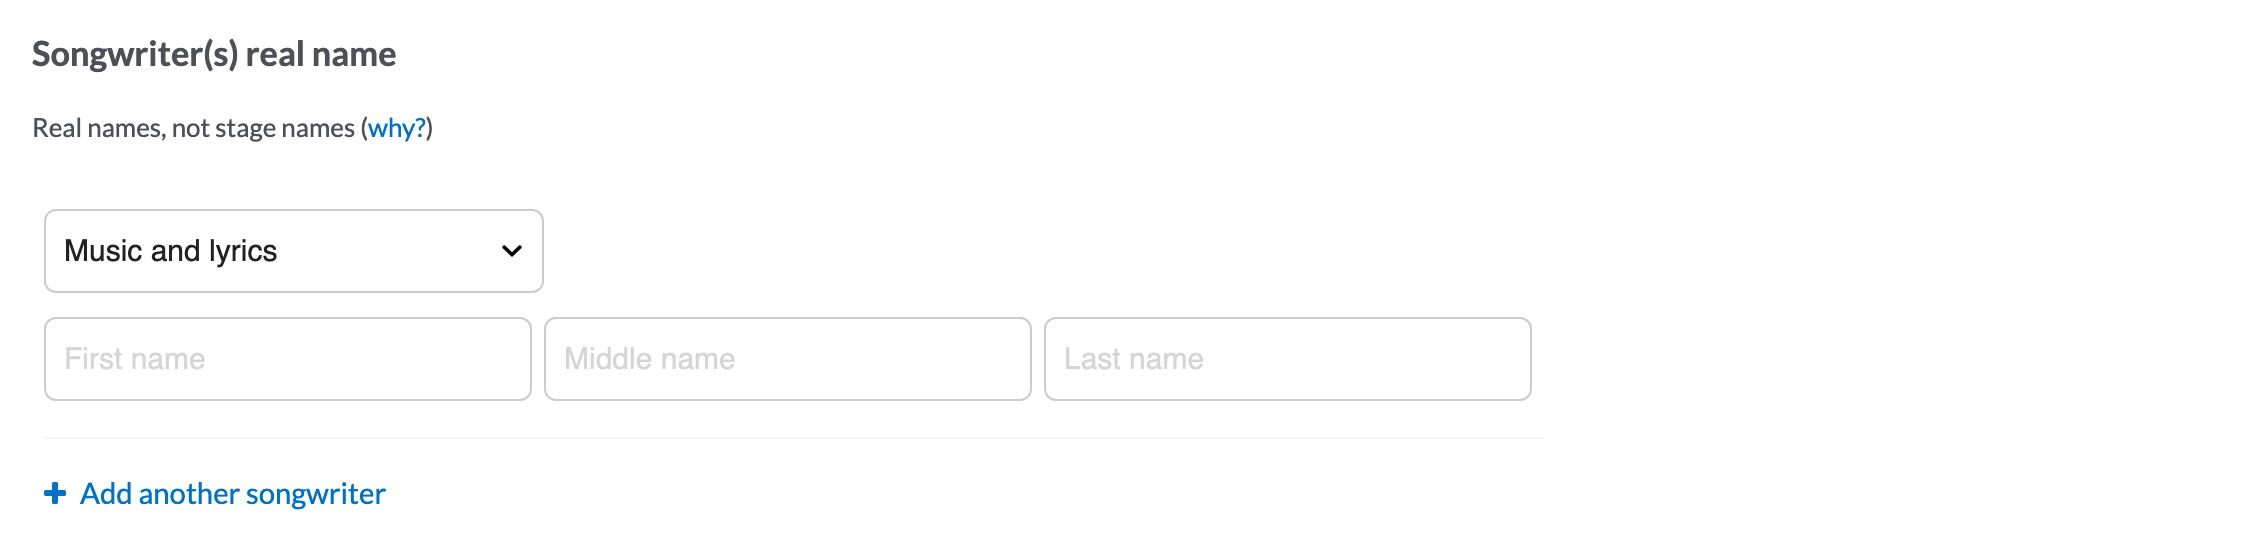 Songwriter(s) real name
Real names, not stage names (why?)
Music and lyrics
First name Middle name Last name
Add another songwriter